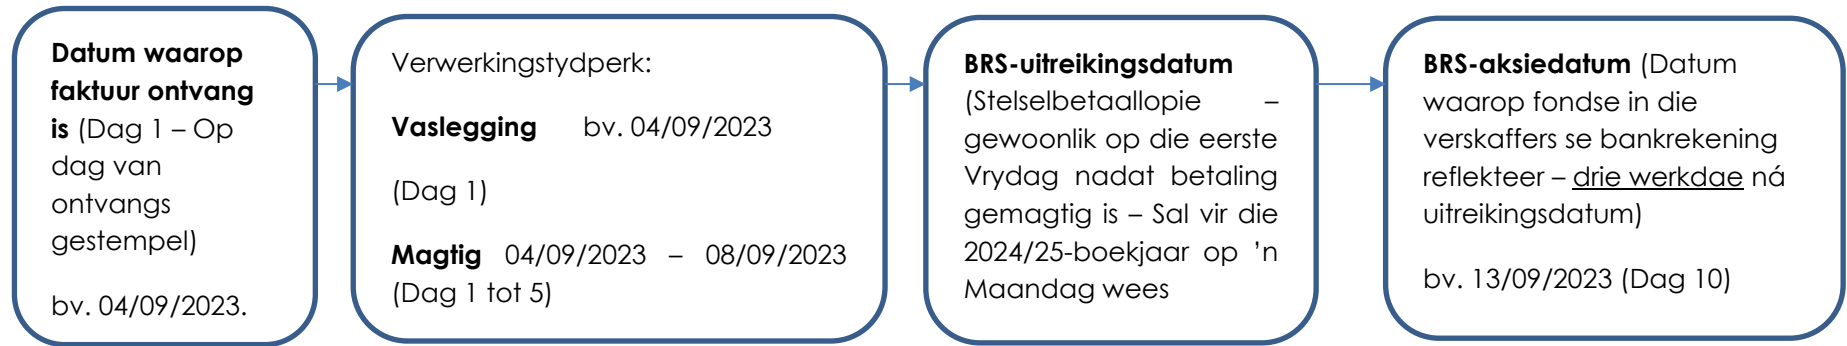 Datum waarop
faktuur ontvang
is (Dag 1 – Op
dag van
ontvangs
gestempel)
bv. 04/09/2023.
Verwerkingstydperk:
Vaslegging bv. 04/09/2023
(Dag 1)
Magtig 04/09/2023 – 08/09/2023
(Dag 1 tot 5)
BRS-uitreikingsdatum
(Stelselbetaallopie –
gewoonlik op die eerste
Vrydag nadat betaling
gemagtig is – Sal vir die
2024/25-boekjaar op ’n
Maandag wees
BRS-aksiedatum (Datum
waarop fondse in die
verskaffers se bankrekening
reflekteer – drie werkdae ná
uitreikingsdatum)
bv. 13/09/2023 (Dag 10)